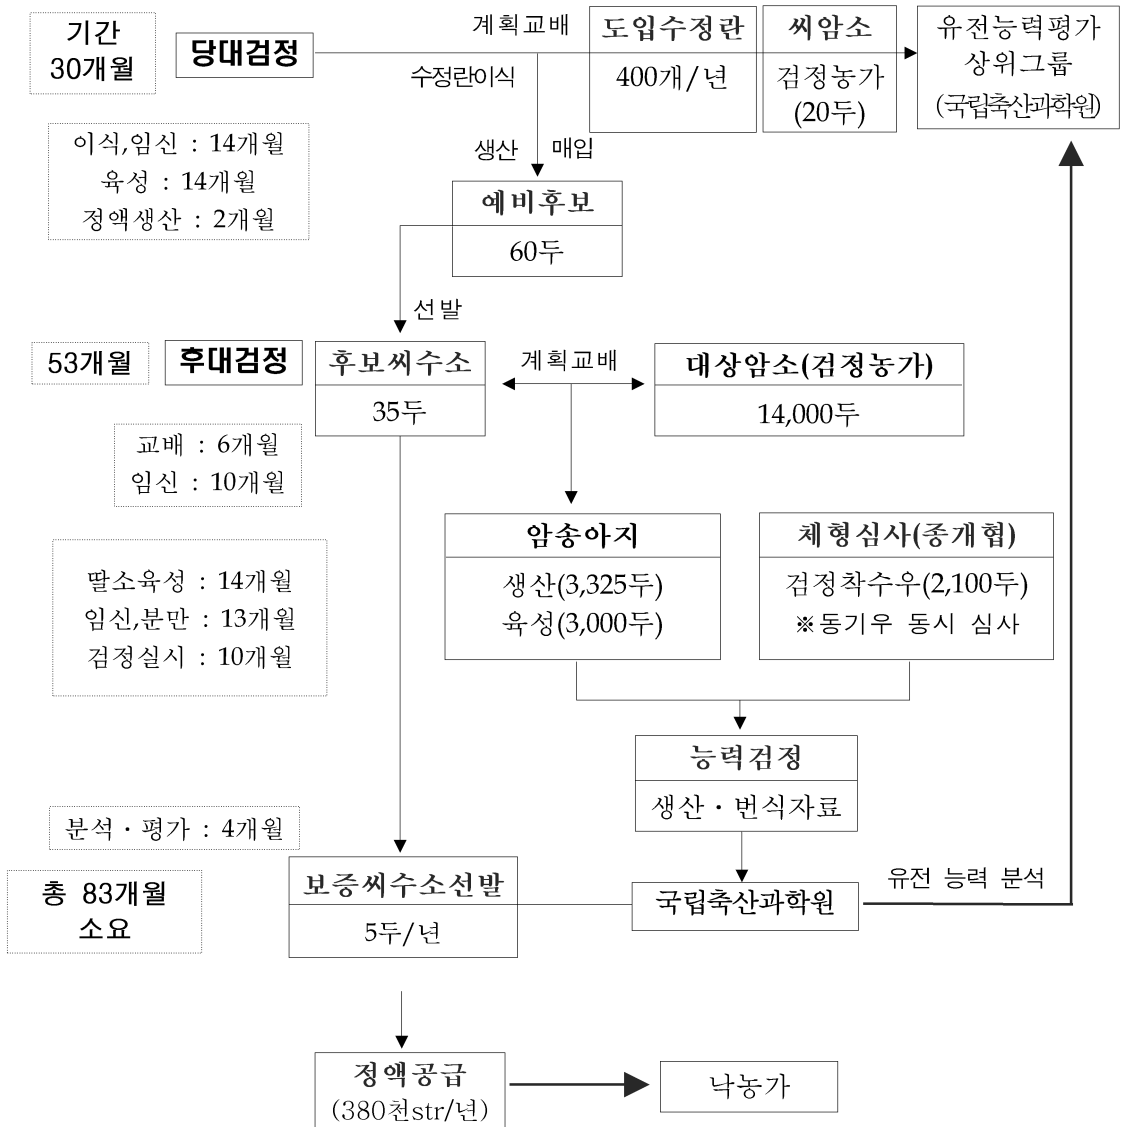 기간
30개월
당대검정
계획교배
수정란이식
도입수정란
400개/년
씨암소
검정농가
(20두)
유전능력평가
상위그룹
(국립축산과학원)
이식,임신 : 14개월
육성 : 14개월
정액생산 : 2개월
생산 매입
예비후보
60두
선발
53개월
후대검정
후보씨수소
35두
계획교배
대상암소(검정농가)
14,000두
교배 : 6개월
임신 : 10개월
암송아지
생산(3,325두)
육성(3,000두)
체형심사(종개협)
검정착수우(2,100두)
※동기우 동시 심사
딸소육성 : 14개월
임신,분만 : 13개월
검정실시 : 10개월
능력검정
생산·번식자료
분석·평가 : 4개월
총 83개월
소요
보증씨수소선발
5두/년
국립축산과학원
유전 능력 분석
정액공급
(380천str/년)
낙농가